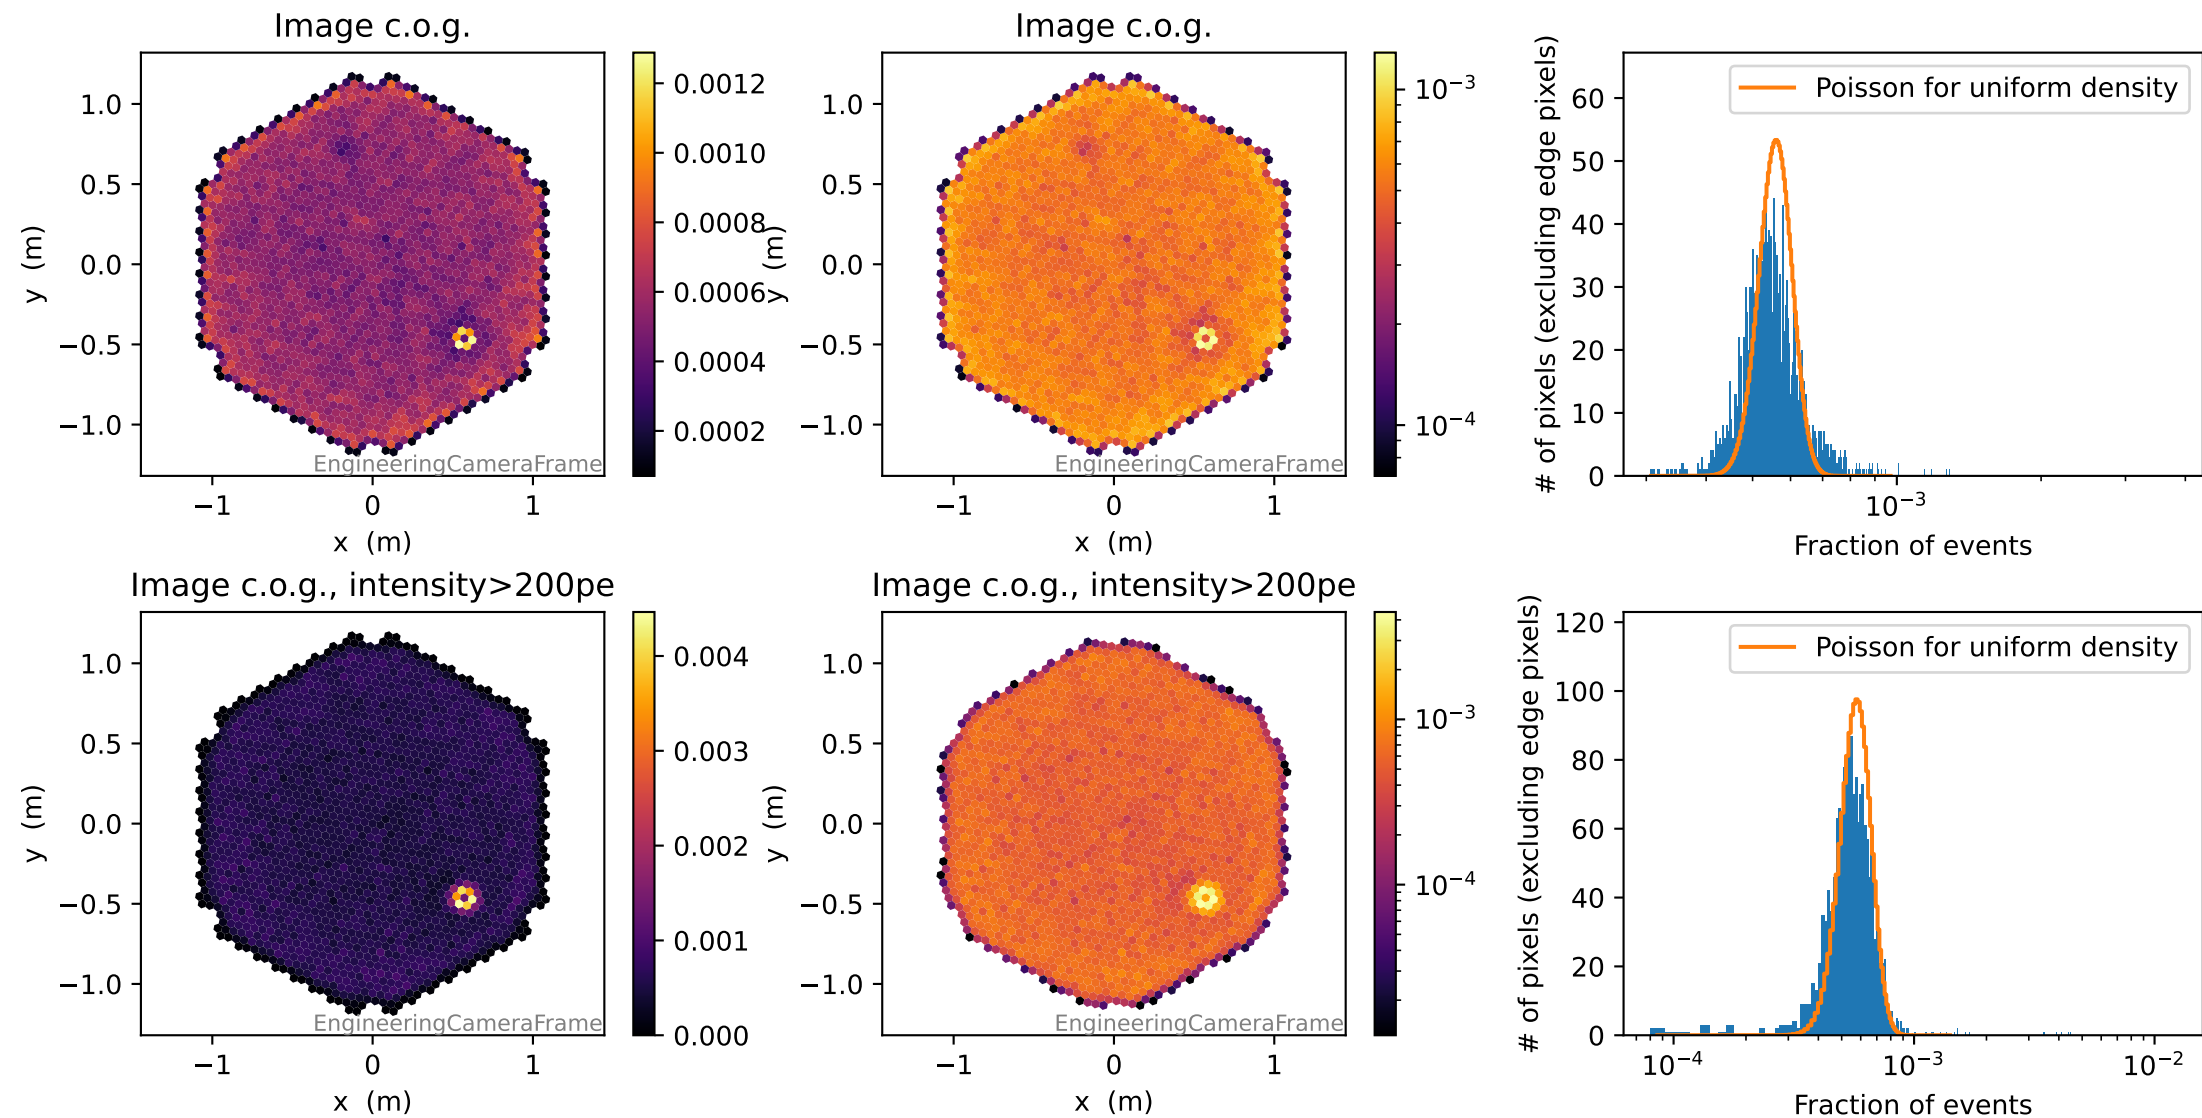 Image c.o.g.
y (m)
1.0
0.5
0.0
−0.5
−1.0
−1
0
1
x (m)
EngineeringCameraFrame
0.0012
0.0010
0.0008
0.0006
0.0004
0.0002
Image c.o.g.
y (m)
1.0
0.5
0.0
−0.5
−1.0
−1
0
1
x (m)
EngineeringCameraFrame
10⁻³
10⁻⁴
# of pixels (excluding edge pixels)
60
50
40
30
20
10
0
Poisson for uniform density
10⁻³
Fraction of events
Image c.o.g., intensity>200pe
y (m)
1.0
0.5
0.0
−0.5
−1.0
−1
0
1
x (m)
EngineeringCameraFrame
0.004
0.003
0.002
0.001
0.000
Image c.o.g., intensity>200pe
y (m)
1.0
0.5
0.0
−0.5
−1.0
−1
0
1
x (m)
EngineeringCameraFrame
10⁻³
10⁻⁴
# of pixels (excluding edge pixels)
120
100
80
60
40
20
0
Poisson for uniform density
10⁻⁴
10⁻³
10⁻²
Fraction of events